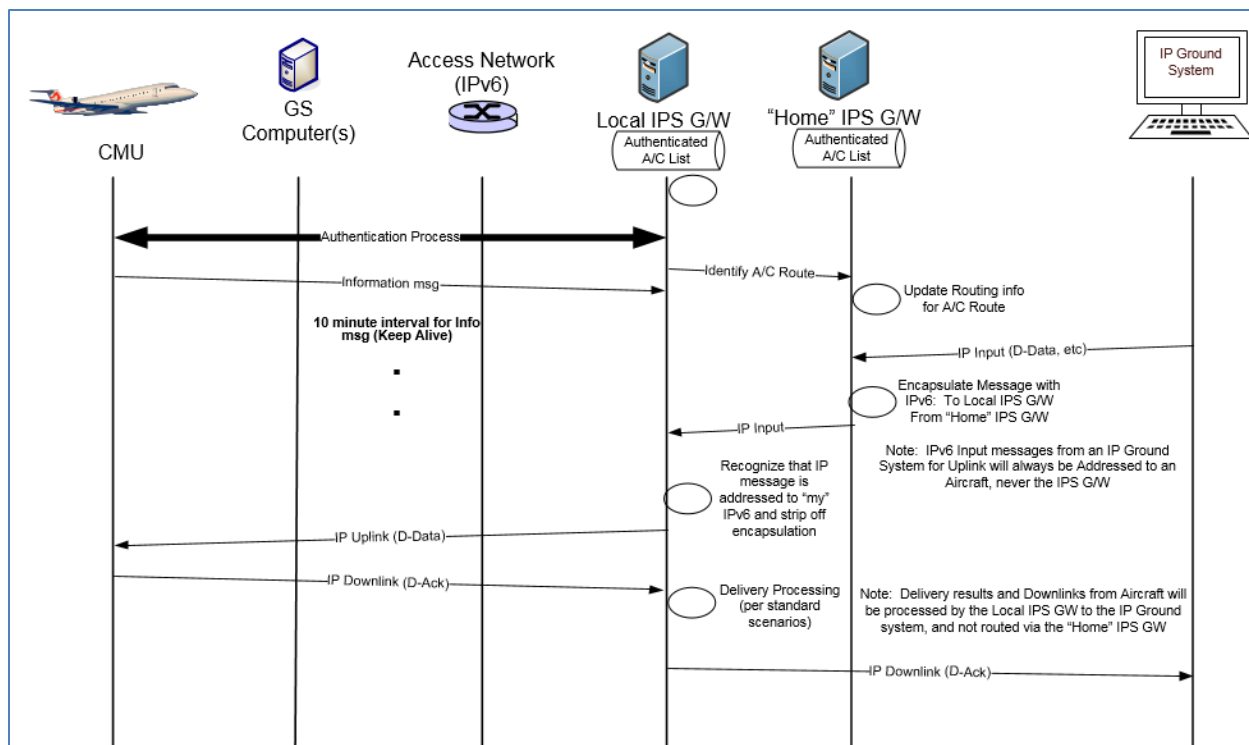 CMU
GS
Computer(s)
Access Network
(IPv6)
Local IPS G/W
Authenticated
A/C List
"Home" IPS G/W
Authenticated
A/C List
IP Ground
System
Authentication Process
Information msg
Identify A/C Route
Update Routing info
for A/C Route
10 minute interval for Info
msg (Keep Alive)
IP Input (D-Data, etc)
Encapsulate Message with
IPv6: To Local IPS G/W
From "Home" IPS G/W
IP Input
Note: IPv6 Input messages from an IP Ground
System for Uplink will always be Addressed to an
Aircraft, never the IPS G/W
Recognize that IP
message is
addressed to "my"
IPv6 and strip off
encapsulation
IP Uplink (D-Data)
IP Downlink (D-Ack)
Delivery Processing
(per standard
scenarios)
Note: Delivery results and Downlinks from Aircraft will
be processed by the Local IPS GW to the IP Ground
system, and not routed via the "Home" IPS GW
IP Downlink (D-Ack)